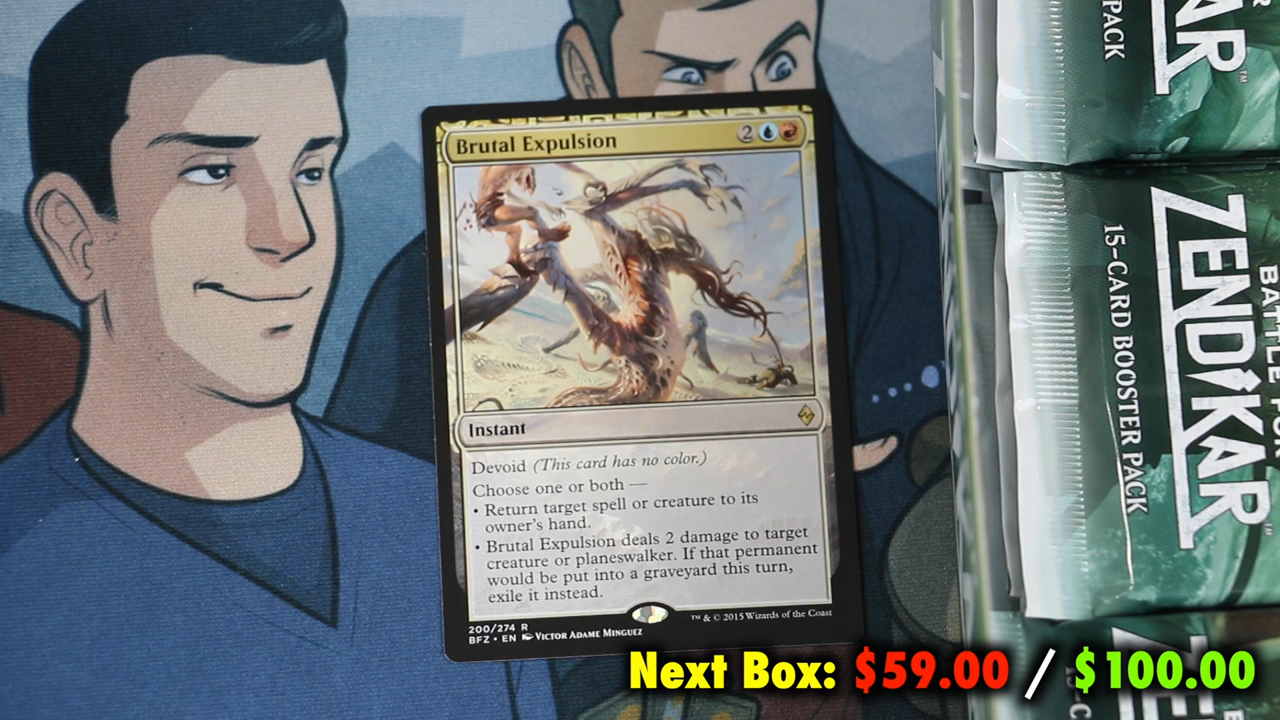 Brutal Expulsion
2
Instant
Devoid (This card has no color.)
Choose one or both —
• Return target spell or creature to its
owner's hand.
• Brutal Expulsion deals 2 damage to target
creature or planeswalker. If that permanent
would be put into a graveyard this turn,
exile it instead.
200/274 R
BFZ • EN VICTOR ADAME MINGUEZ
™ & © 2015 Wizards of the Coast
PACK
BATTLE FOR
ZENDIKAR
15-CARD BOOSTER PACK
Next Box: $59.00 / $100.00